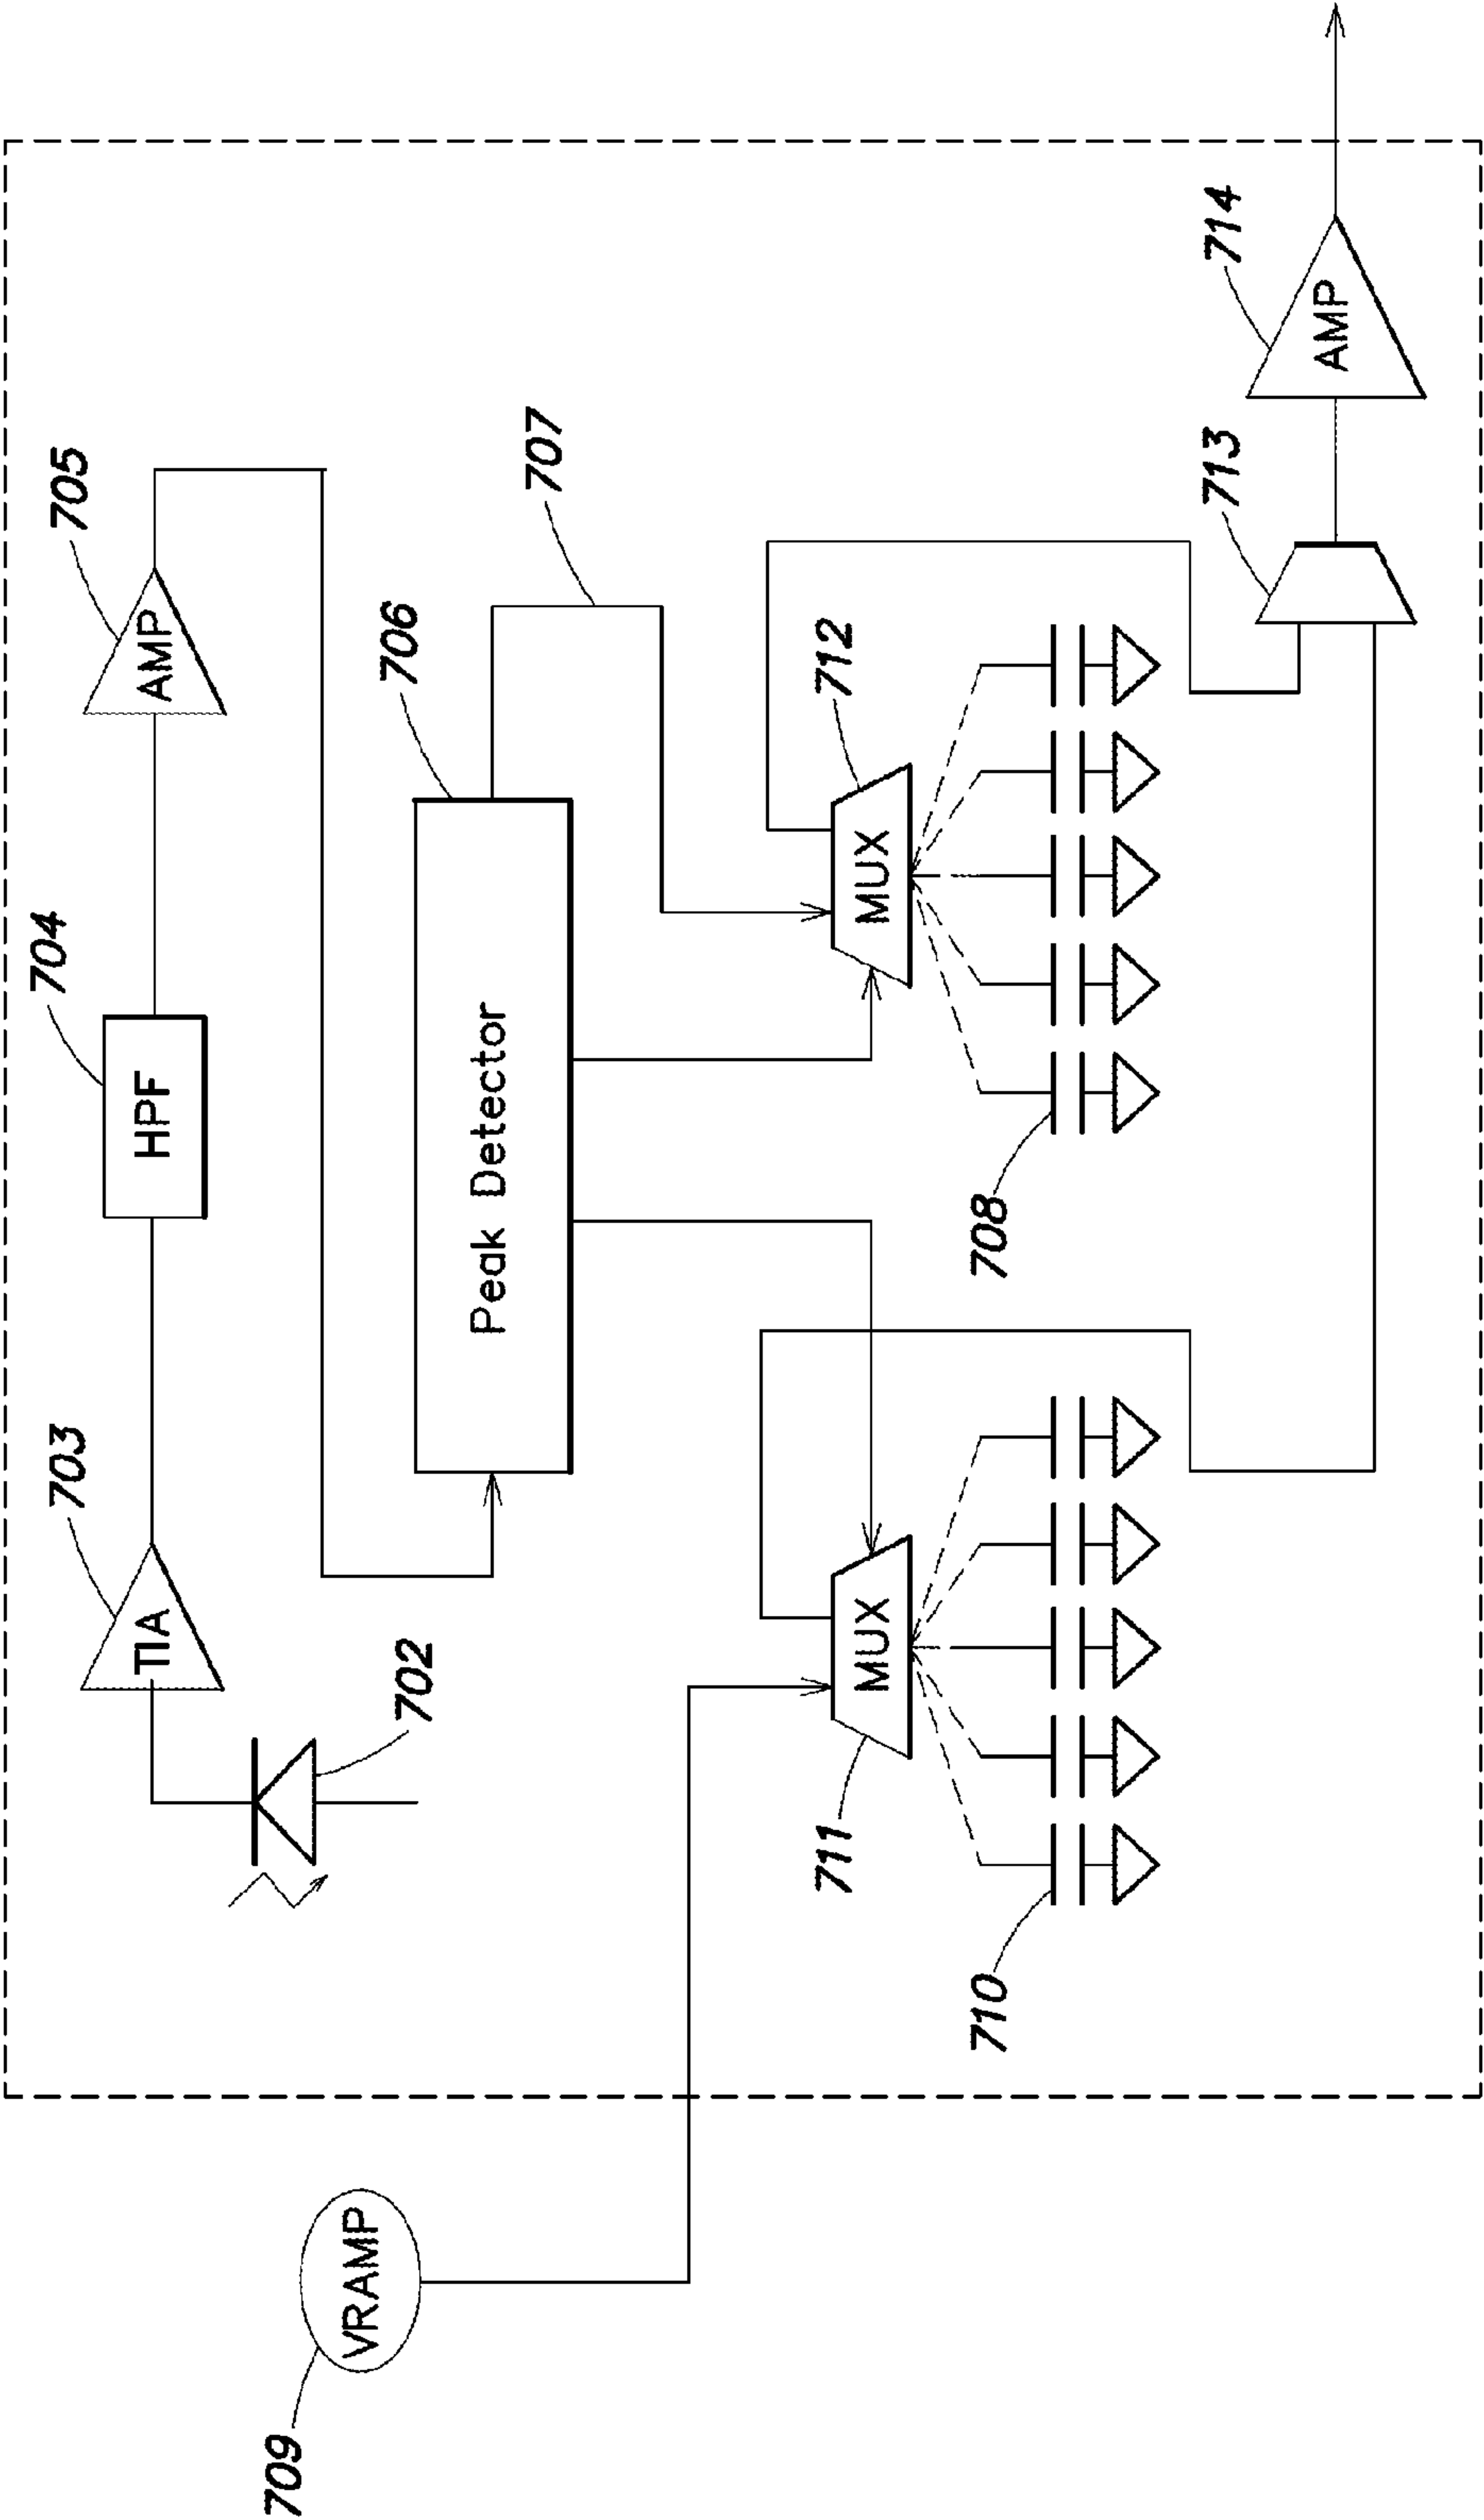 703
704
705
TIA
HPF
AMP
702
706
707
Peak Detector
709
VRAMP
711
MUX
712
MUX
710
708
713
714
AMP